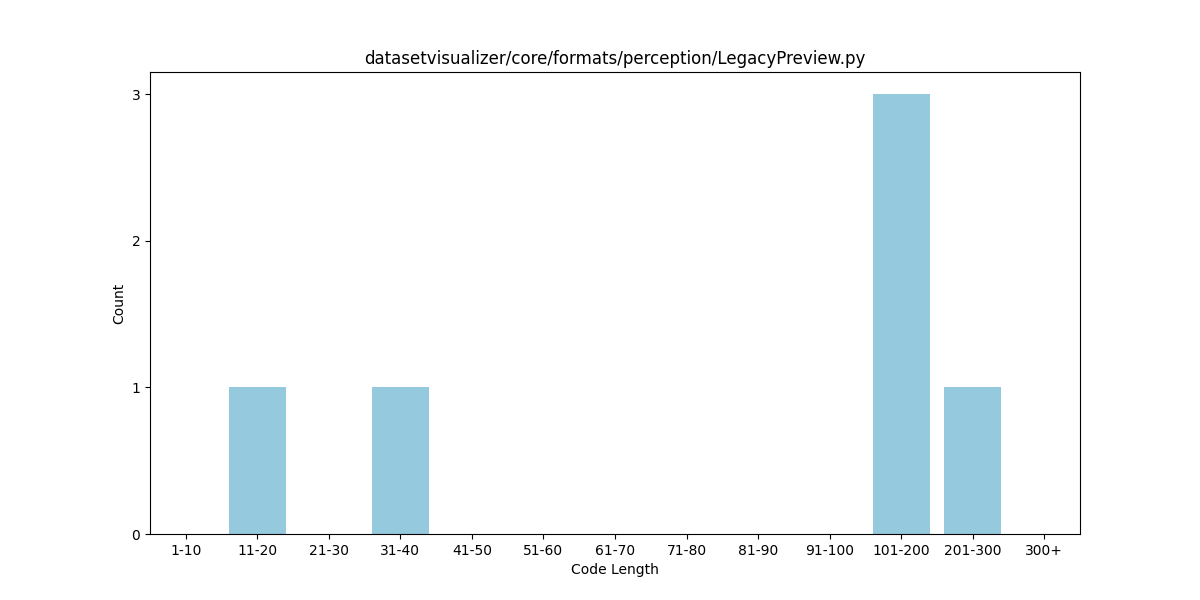 datasetvisualizer/core/formats/perception/LegacyPreview.py
3
2
1
0
Count
1-10 11-20 21-30 31-40 41-50 51-60 61-70 71-80 81-90 91-100 101-200 201-300 300+
Code Length